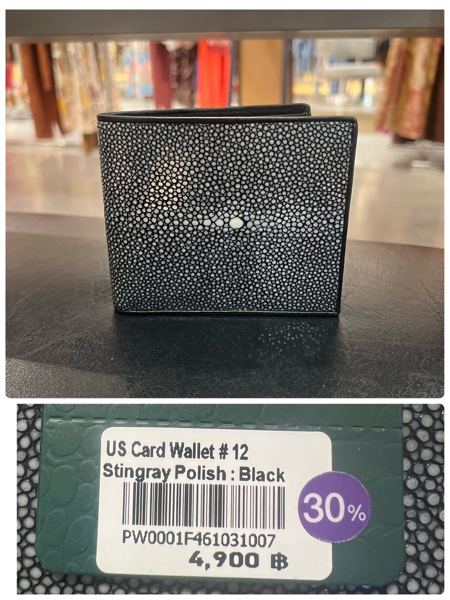 US Card Wallet # 12
Stingray Polish : Black
30%
PW0001F461031007
4,900 ฿